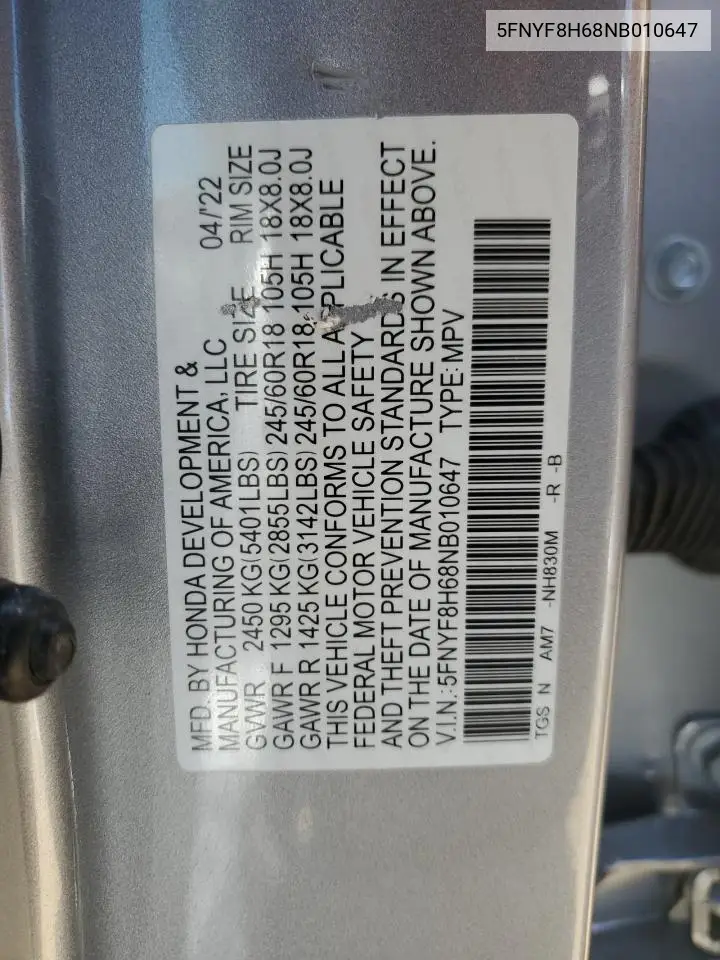 5FNYF8H68NB010647
MFD. BY HONDA DEVELOPMENT &
MANUFACTURING OF AMERICA, LLC 04/'22
GVWR 2450 KG(5401LBS) TIRE SIZE RIM SIZE
GAWR F 1295 KG(2855LBS) 245/60R18 105H 18X8.0J
GAWR R 1425 KG(3142LBS) 245/60R18 105H 18X8.0J
THIS VEHICLE CONFORMS TO ALL APPLICABLE
FEDERAL MOTOR VEHICLE SAFETY
AND THEFT PREVENTION STANDARDS IN EFFECT
ON THE DATE OF MANUFACTURE SHOWN ABOVE.
V.I.N.:5FNYF8H68NB010647 TYPE:MPV
TGS N AM7 -NH830M -R -B